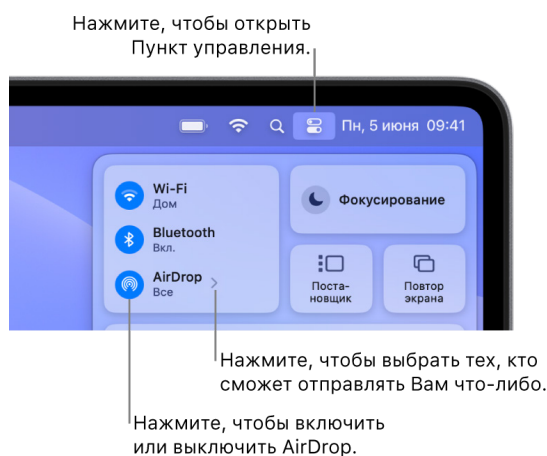 Нажмите, чтобы открыть
Пункт управления.
Пн, 5 июня 09:41
Wi-Fi
Дом
Фокусирование
Bluetooth
Вкл.
AirDrop
Все
Поста-
новщик
Повтор
экрана
Нажмите, чтобы выбрать тех, кто
сможет отправлять Вам что-либо.
Нажмите, чтобы включить
или выключить AirDrop.